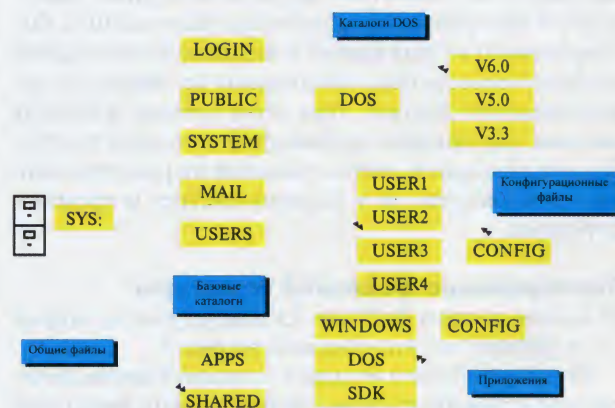 Каталоги DOS
LOGIN
V6.0
PUBLIC
DOS
V5.0
SYSTEM
V3.3
MAIL
USER1
Конфигурационные
файлы
SYS:
USERS
USER2
USER3
CONFIG
Базовые
каталоги
USER4
WINDOWS
CONFIG
Общие файлы
APPS
DOS
Приложения
SHARED
SDK